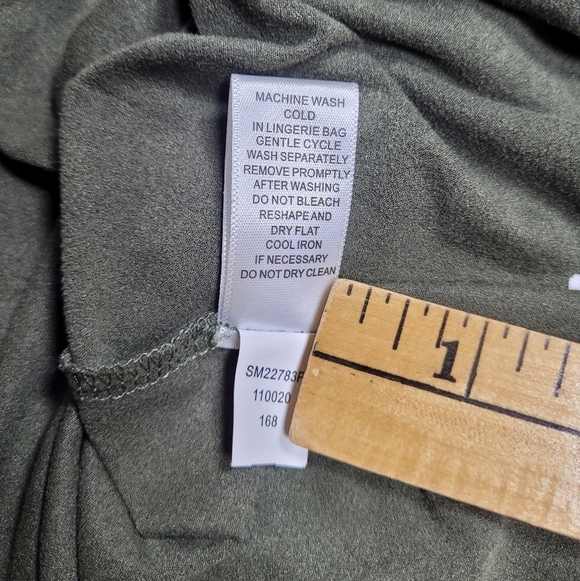 MACHINE WASH
COLD
IN LINGERIE BAG
GENTLE CYCLE
WASH SEPARATELY
REMOVE PROMPTLY
AFTER WASHING
DO NOT BLEACH
RESHAPE AND
DRY FLAT
COOL IRON
IF NECESSARY
DO NOT DRY CLEAN
SM22783
110020
168
1